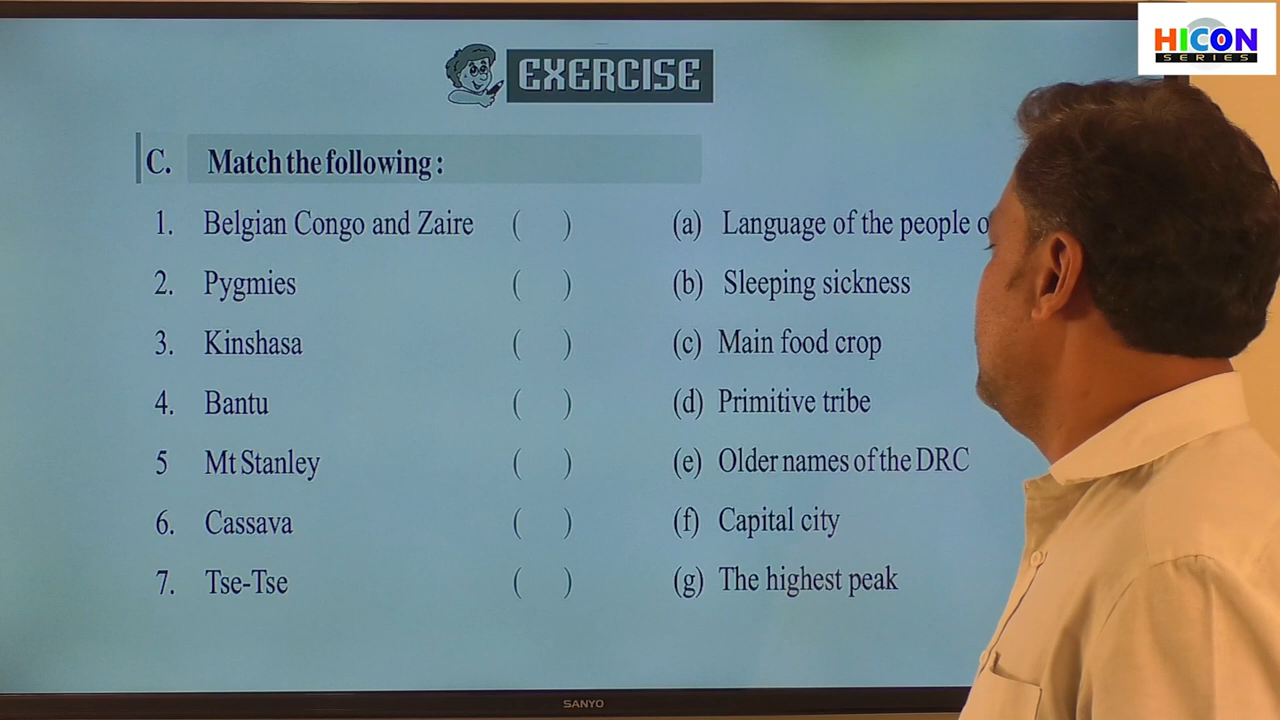 HICON
SERIES
EXERCISE
C. Match the following :
1. Belgian Congo and Zaire ( ) (a) Language of the people
2. Pygmies ( ) (b) Sleeping sickness
3. Kinshasa ( ) (c) Main food crop
4. Bantu ( ) (d) Primitive tribe
5 Mt Stanley ( ) (e) Older names of the DRC
6. Cassava ( ) (f) Capital city
7. Tse-Tse ( ) (g) The highest peak
SANYO